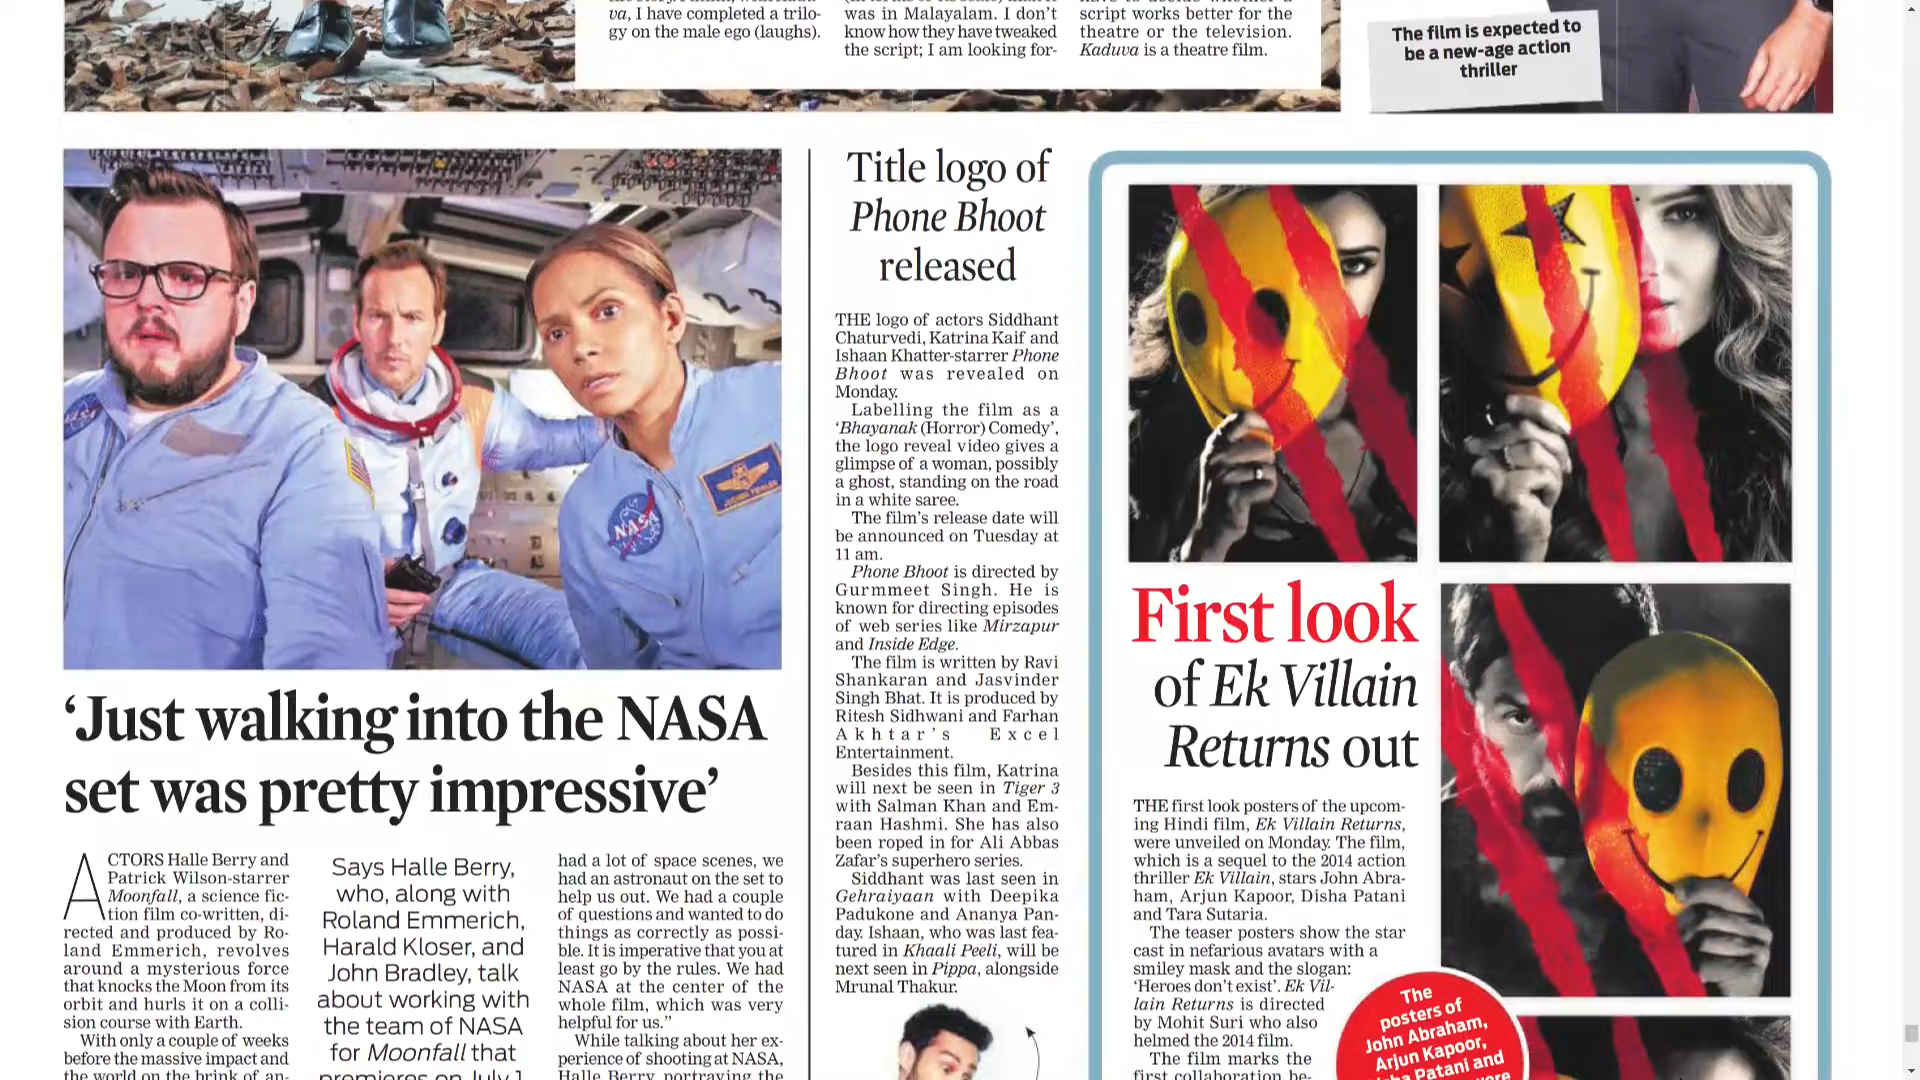 va, I have completed a trilo-
gy on the male ego (laughs).
was in Malayalam. I don't
know how they have tweaked
the script; I am looking for-
script works better for the
theatre or the television.
Kaduva is a theatre film.
The film is expected to
be a new-age action
thriller
NASA
'Just walking into the NASA
set was pretty impressive'
ACTORS Halle Berry and
Patrick Wilson-starrer
Moonfall, a science fic-
tion film co-written, di-
rected and produced by Ro-
land Emmerich, revolves
around a mysterious force
that knocks the Moon from its
orbit and hurls it on a colli-
sion course with Earth.
With only a couple of weeks
before the massive impact and
the world on the brink of an-
Says Halle Berry,
who, along with
Roland Emmerich,
Harald Kloser, and
John Bradley, talk
about working with
the team of NASA
for Moonfall that
premieres on July 1
had a lot of space scenes, we
had an astronaut on the set to
help us out. We had a couple
of questions and wanted to do
things as correctly as possi-
ble. It is imperative that you at
least go by the rules. We had
NASA at the center of the
whole film, which was very
helpful for us."
While talking about her ex-
perience of shooting at NASA,
Halle Berry, portraying the
Title logo of
Phone Bhoot
released
THE logo of actors Siddhant
Chaturvedi, Katrina Kaif and
Ishaan Khatter-starrer Phone
Bhoot was revealed on
Monday.
Labelling the film as a
'Bhayanak (Horror) Comedy',
the logo reveal video gives a
glimpse of a woman, possibly
a ghost, standing on the road
in a white saree.
The film's release date will
be announced on Tuesday at
11 am.
Phone Bhoot is directed by
Gurmmeet Singh. He is
known for directing episodes
of web series like Mirzapur
and Inside Edge.
The film is written by Ravi
Shankaran and Jasvinder
Singh Bhat. It is produced by
Ritesh Sidhwani and Farhan
Akhtar's Excel
Entertainment.
Besides this film, Katrina
will next be seen in Tiger 3
with Salman Khan and Em-
raan Hashmi. She has also
been roped in for Ali Abbas
Zafar's superhero series.
Siddhant was last seen in
Gehraiyaan with Deepika
Padukone and Ananya Pan-
day. Ishaan, who was last fea-
tured in Khaali Peeli, will be
next seen in Pippa, alongside
Mrunal Thakur.
First look
of Ek Villain
Returns out
THE first look posters of the upcom-
ing Hindi film, Ek Villain Returns,
were unveiled on Monday. The film,
which is a sequel to the 2014 action
thriller Ek Villain, stars John Abra-
ham, Arjun Kapoor, Disha Patani
and Tara Sutaria.
The teaser posters show the star
cast in nefarious avatars with a
smiley mask and the slogan:
'Heroes don't exist'. Ek Vil-
lain Returns is directed
by Mohit Suri who also
helmed the 2014 film.
The film marks the
first collaboration be-
The
posters of
John Abraham,
Arjun Kapoor,
Patani and